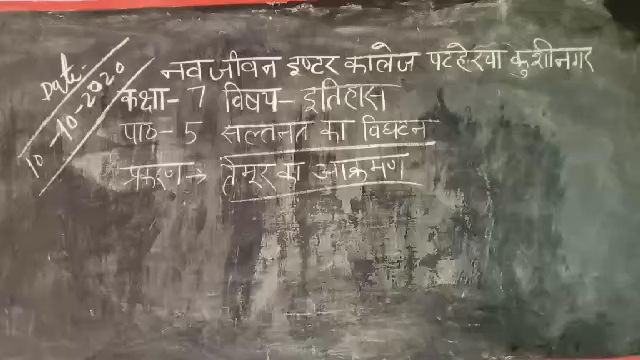 Date:
10-10-2020
नव जीवन इण्टर कालेज पटहेरवा कुशीनगर
कक्षा- 7 विषय- इतिहास
पाठ- 5 सल्तनत का विघटन
प्रकरण→ तैमूर का आक्रमण